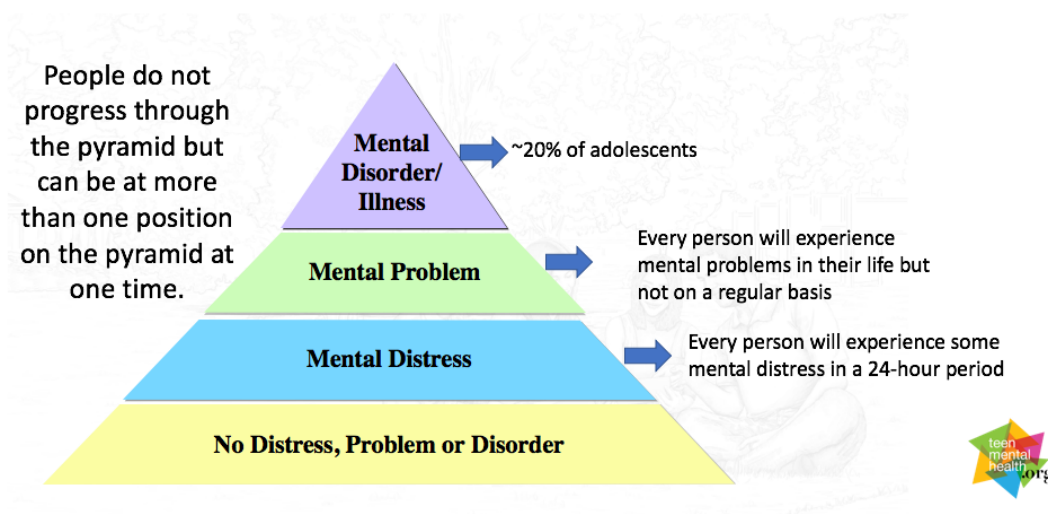 People do not
progress through
the pyramid but
can be at more
than one position
on the pyramid at
one time.
Mental
Disorder/
Illness
~20% of adolescents
Mental Problem
Every person will experience
mental problems in their life but
not on a regular basis
Mental Distress
Every person will experience some
mental distress in a 24-hour period
No Distress, Problem or Disorder
teen
mental
health
.org